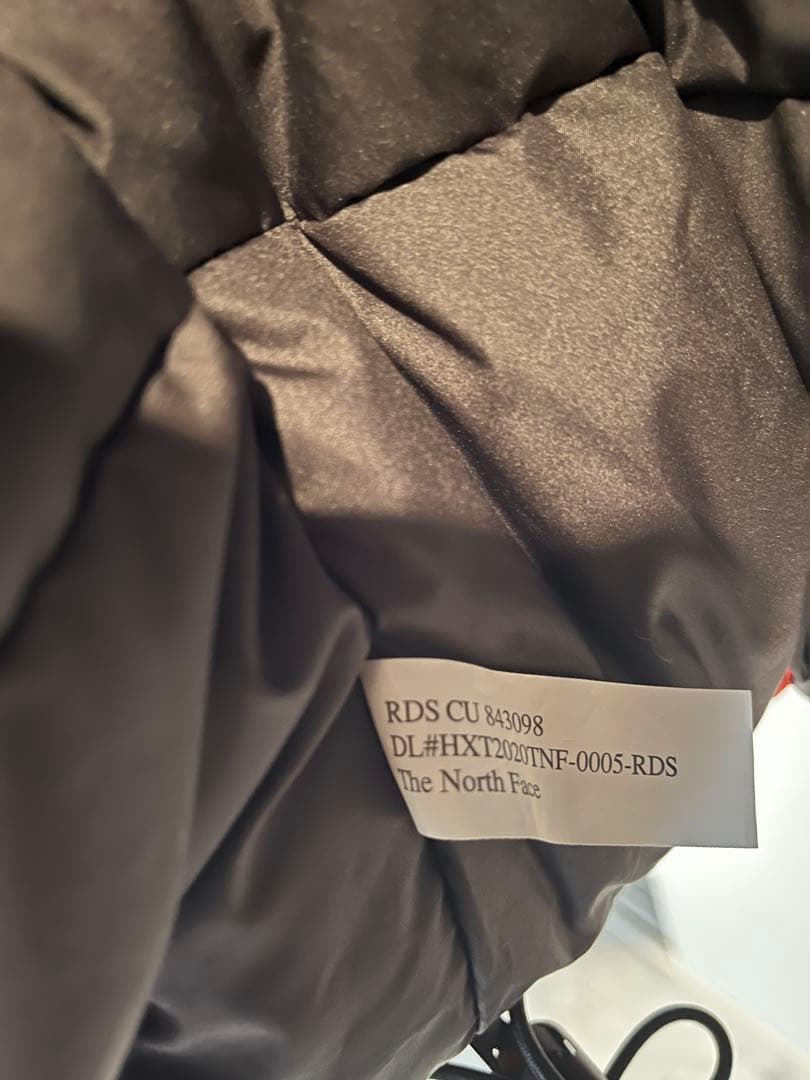 RDS CU 843098
DL#HXT2020TNF-0005-RDS
The North Face